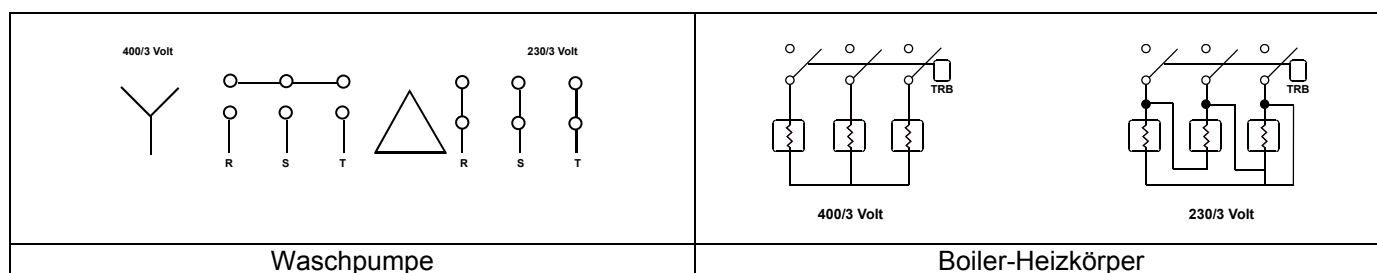 400/3 Volt
230/3 Volt
R S T
R S T
TRB
TRB
400/3 Volt
230/3 Volt
Waschpumpe
Boiler-Heizkörper